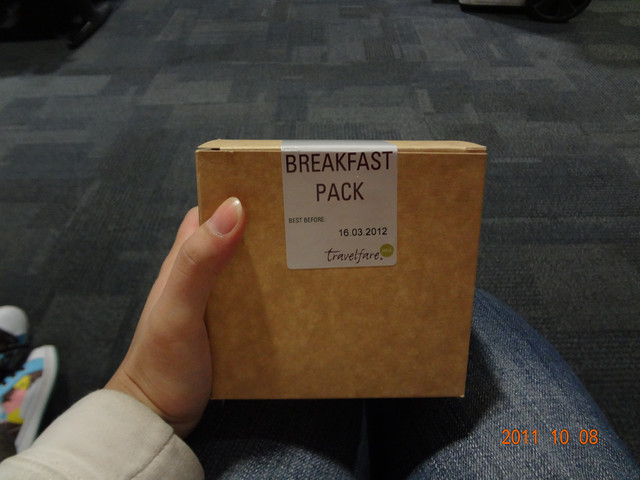 BREAKFAST
PACK
BEST BEFORE:
16.03.2012
travelfare.
2011 10 08